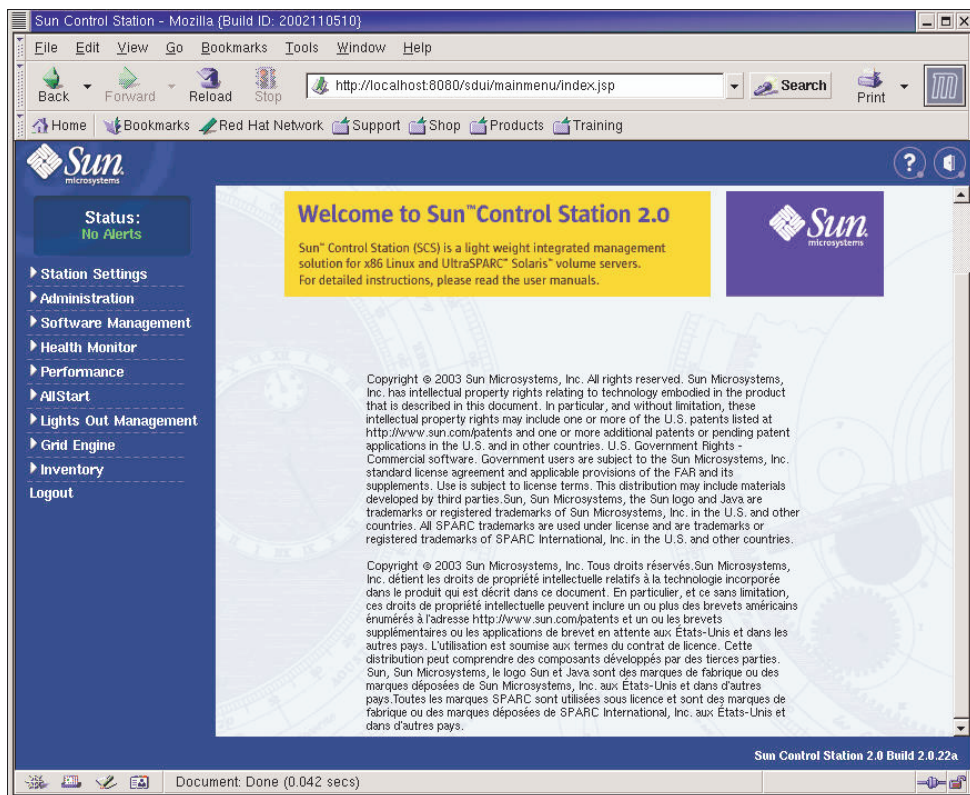 Sun Control Station - Mozilla {Build ID: 2002110510}
File Edit View Go Bookmarks Tools Window Help
Back Forward Reload Stop http://localhost:8080/sdui/mainmenu/index.jsp Search Print
Home Bookmarks Red Hat Network Support Shop Products Training
Sun
microsystems
?
Status:
No Alerts
Station Settings
Administration
Software Management
Health Monitor
Performance
AllStart
Lights Out Management
Grid Engine
Inventory
Logout
Welcome to Sun™ Control Station 2.0
Sun™ Control Station (SCS) is a light weight integrated management
solution for x86 Linux and UltraSPARC™ Solaris™ volume servers.
For detailed instructions, please read the user manuals.
Sun
microsystems
Copyright © 2003 Sun Microsystems, Inc. All rights reserved. Sun Microsystems,
Inc. has intellectual property rights relating to technology embodied in the product
that is described in this document. In particular, and without limitation, these
intellectual property rights may include one or more of the U.S. patents listed at
http://www.sun.com/patents and one or more additional patents or pending patent
applications in the U.S. and in other countries. U.S. Government Rights -
Commercial software. Government users are subject to the Sun Microsystems, Inc.
standard license agreement and applicable provisions of the FAR and its
supplements. Use is subject to license terms. This distribution may include materials
developed by third parties.Sun, Sun Microsystems, the Sun logo and Java are
trademarks or registered trademarks of Sun Microsystems, Inc. in the U.S. and other
countries. All SPARC trademarks are used under license and are trademarks or
registered trademarks of SPARC International, Inc. in the U.S. and other countries.
Copyright © 2003 Sun Microsystems, Inc. Tous droits réservés.Sun Microsystems,
Inc. détient les droits de propriété intellectuelle relatifs à la technologie incorporée
dans le produit qui est décrit dans ce document. En particulier, et ce sans limitation,
ces droits de propriété intellectuelle peuvent inclure un ou plus des brevets américains
énumérés à l'adresse http://www.sun.com/patents et un ou les brevets
supplémentaires ou les applications de brevet en attente aux États-Unis et dans les
autres pays. L'utilisation est soumise aux termes du contrat de licence. Cette
distribution peut comprendre des composants développés par des tierces parties.
Sun, Sun Microsystems, le logo Sun et Java sont des marques de fabrique ou des
marques déposées de Sun Microsystems, Inc. aux États-Unis et dans d'autres
pays.Toutes les marques SPARC sont utilisées sous licence et sont des marques de
fabrique ou des marques déposées de SPARC International, Inc. aux États-Unis et
dans d'autres pays.
Sun Control Station 2.0 Build 2.0.22a
Document: Done (0.042 secs)